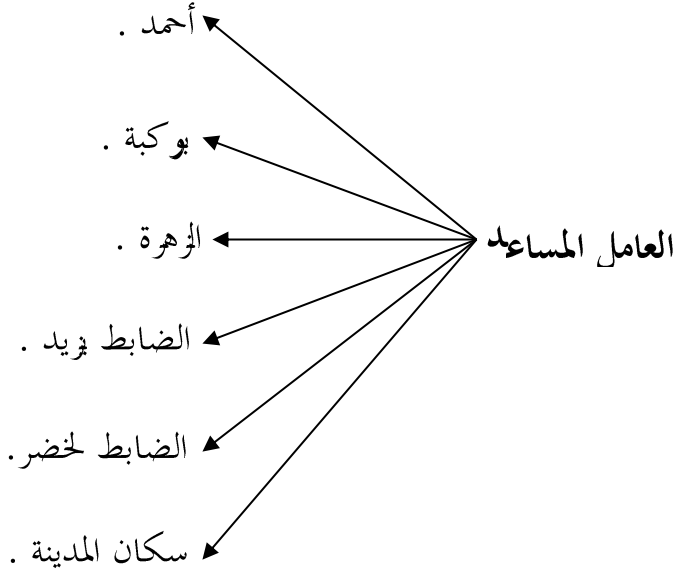 أحمد .
بوكبة .
الزهرة .
العامل المساعد
الضابط يزيد .
الضابط لخضر.
سكان المدينة .